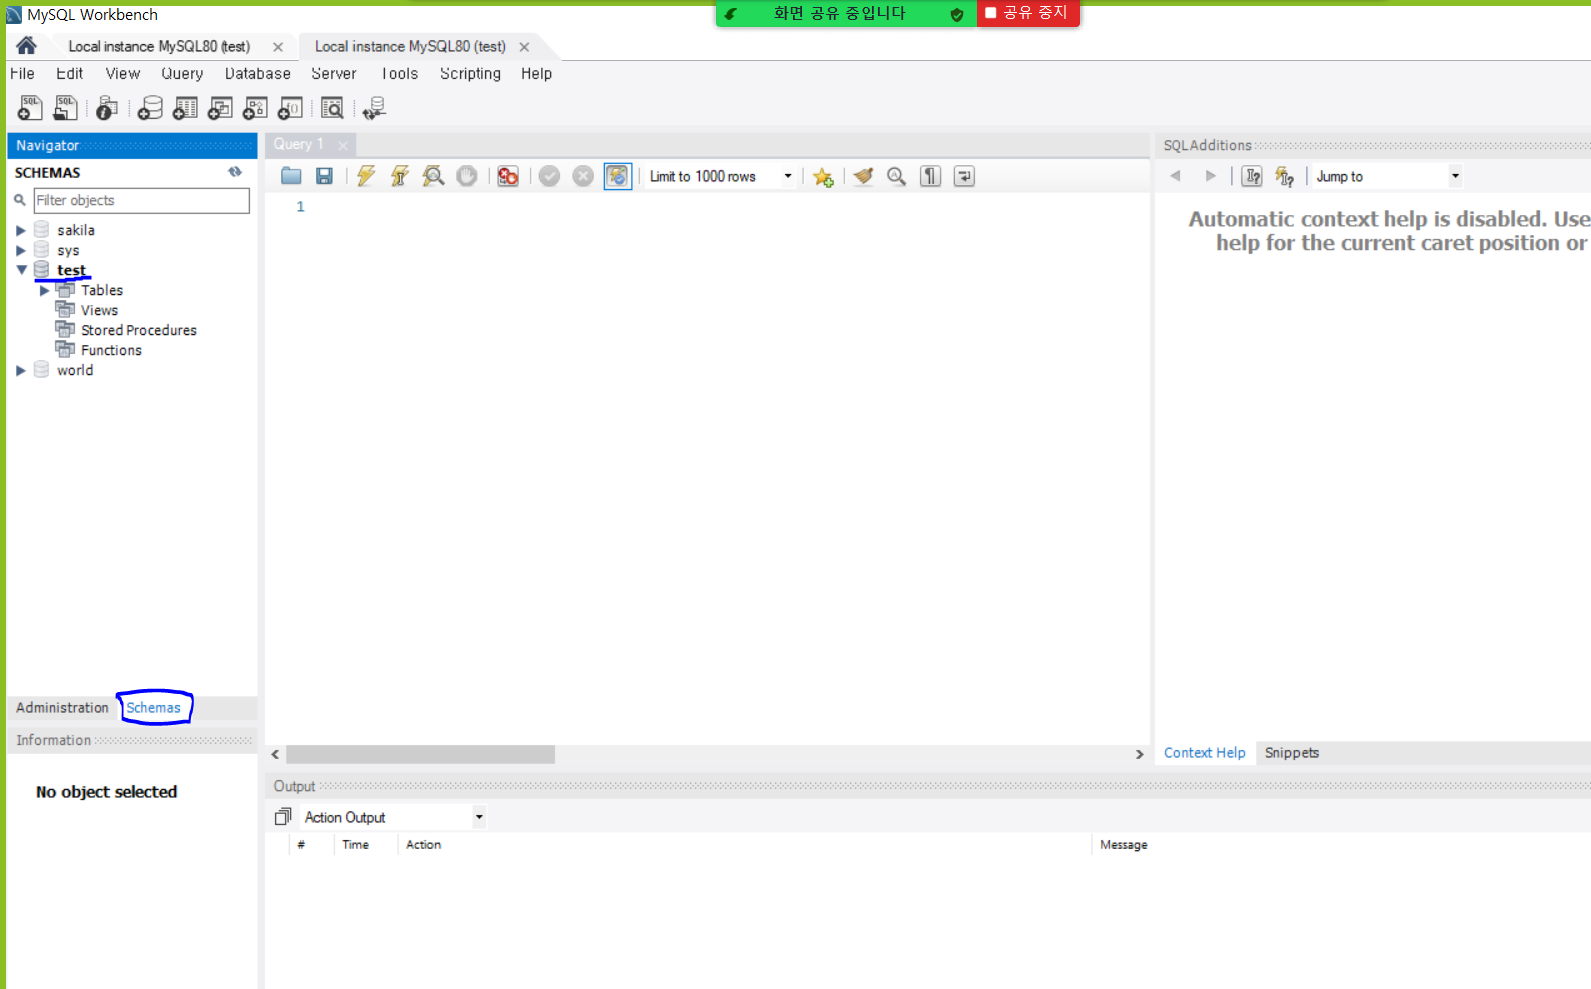 MySQL Workbench
화면 공유 중입니다
공유 중지
Local instance MySQL80 (test)
Local instance MySQL80 (test)
File Edit View Query Database Server Tools Scripting Help
Navigator
SCHEMAS
Filter objects
sakila
sys
test
Tables
Views
Stored Procedures
Functions
world
Administration Schemas
Information
No object selected
Query 1
Limit to 1000 rows
1
SQLAdditions
Jump to
Automatic context help is disabled. Use
help for the current caret position or
Context Help Snippets
Output
Action Output
# Time Action Message